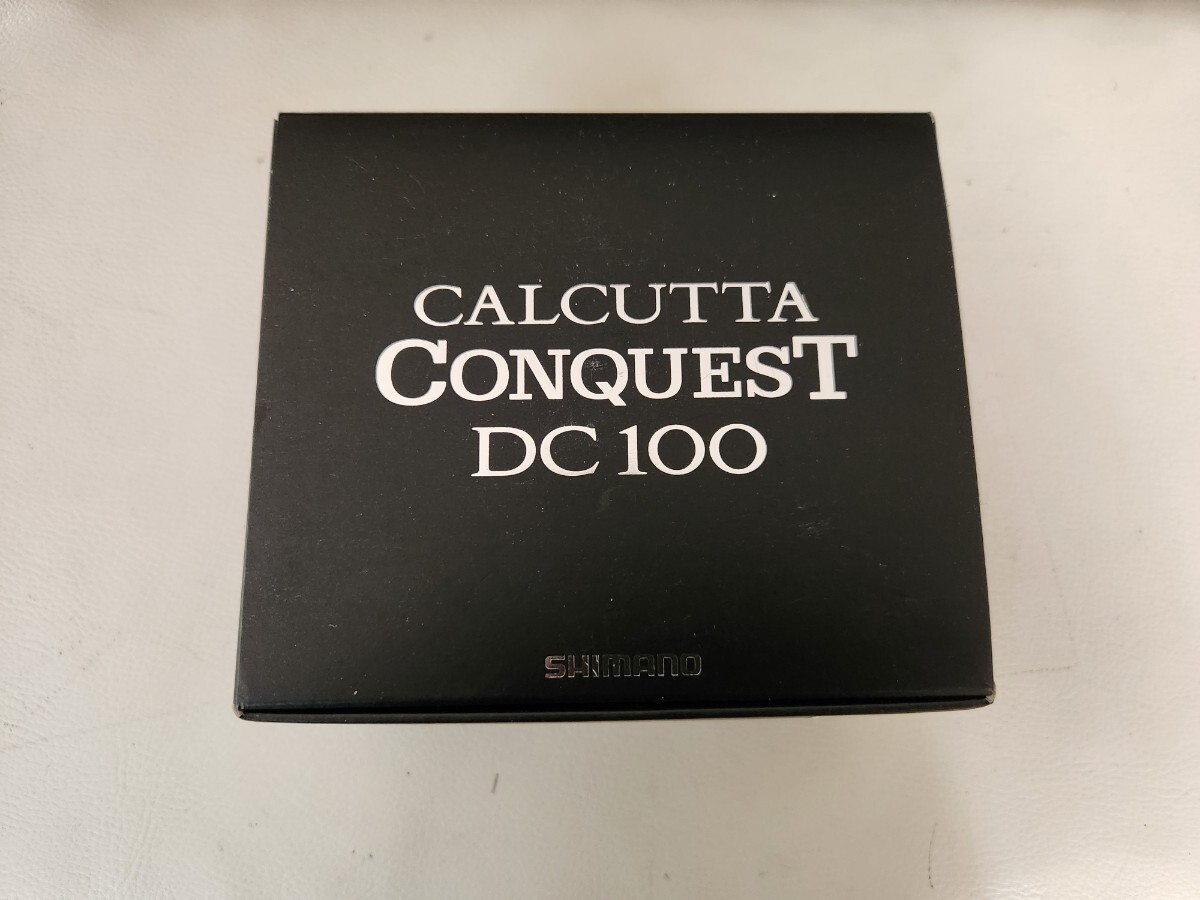 CALCUTTA
CONQUEST
DC 100
SHIMANO